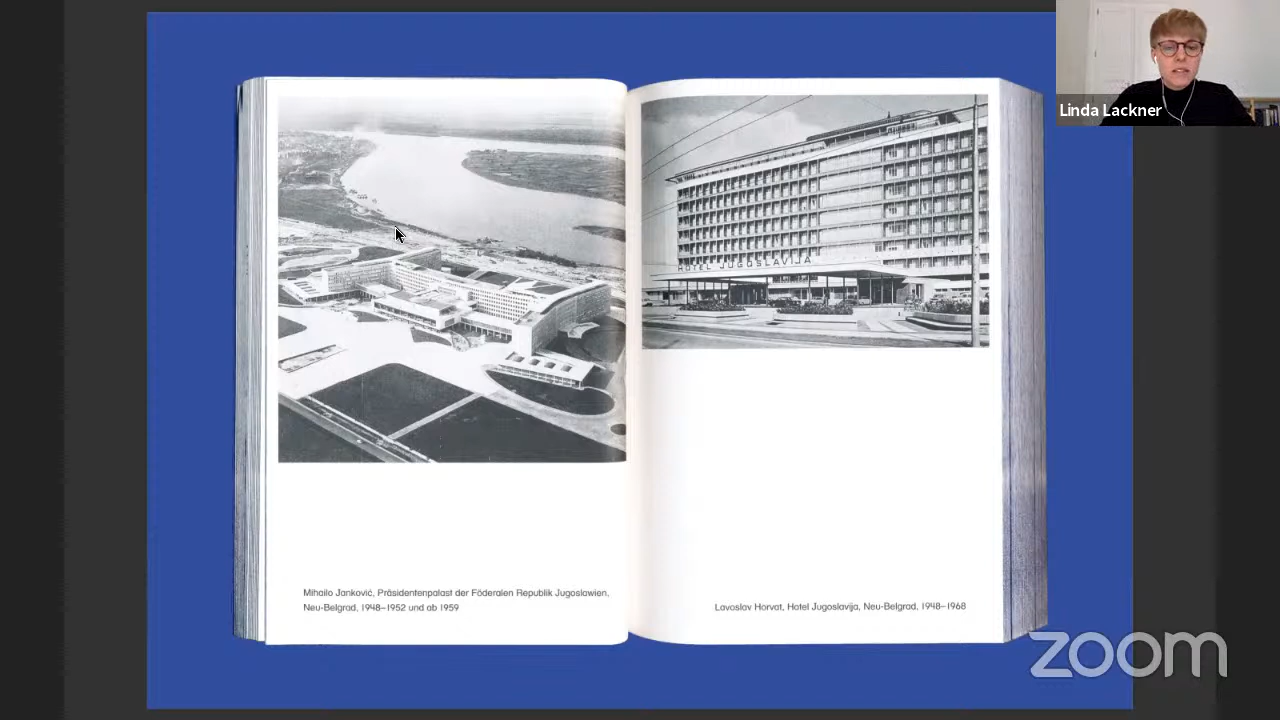 Linda Lackner
HOTEL JUGOSLAVIJA
Mihailo Janković, Präsidentenpalast der Föderalen Republik Jugoslawien,
Neu-Belgrad, 1948–1952 und ab 1959
Lavoslav Horvat, Hotel Jugoslavija, Neu-Belgrad, 1948–1968
zoom